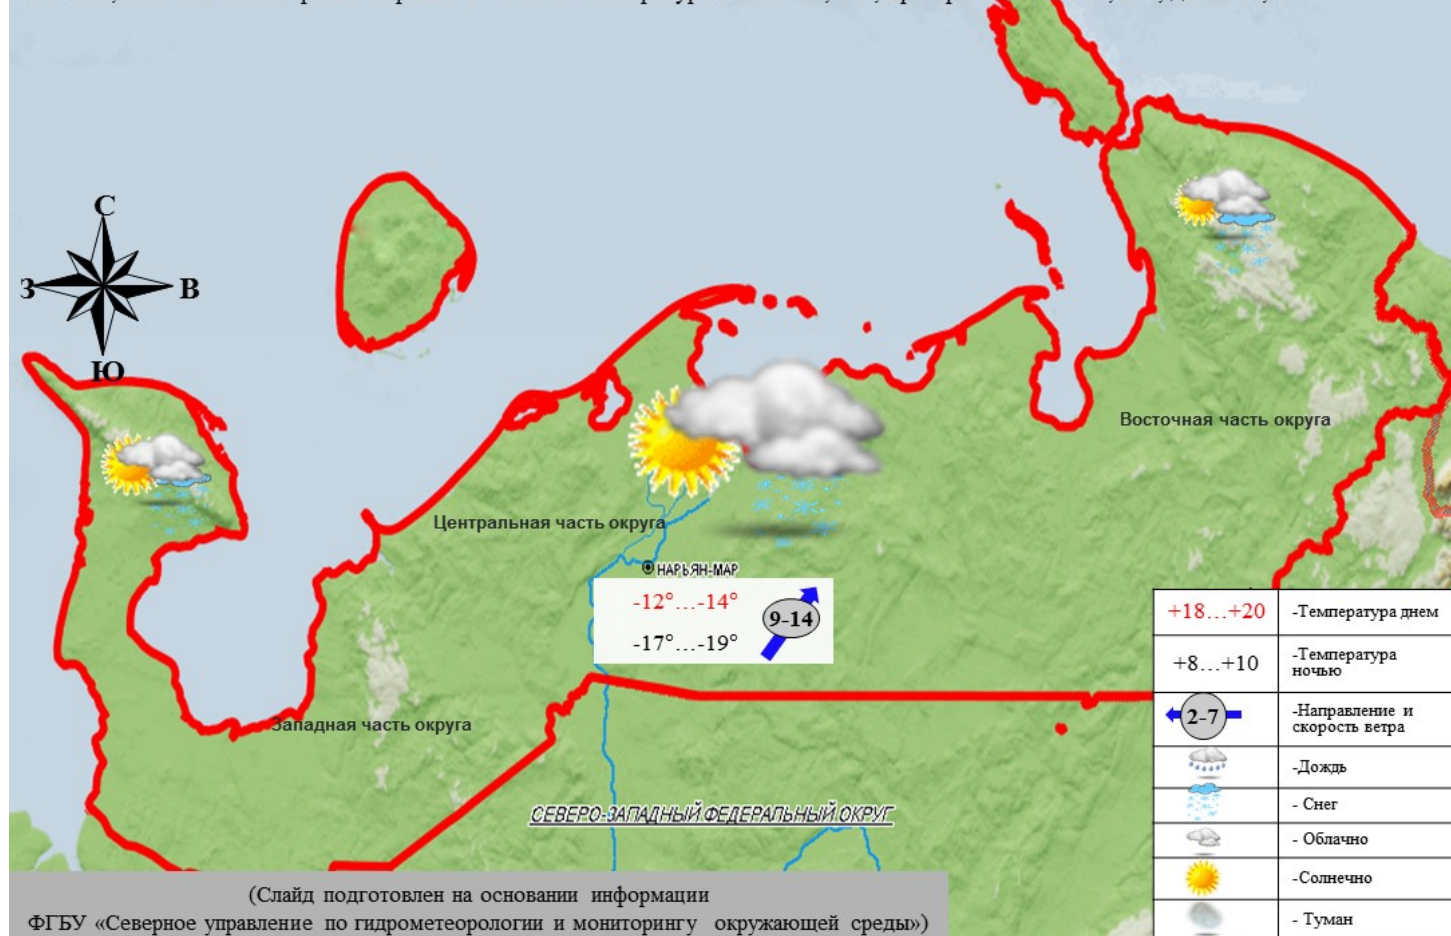 С
З
В
Ю
Восточная часть округа
Центральная часть округа
НАРЬЯН-МАР
-12°…-14°
9-14
-17°…-19°
Западная часть округа
СЕВЕРО-ЗАПАДНЫЙ ФЕДЕРАЛЬНЫЙ ОКРУГ
+18…+20
-Температура днем
+8…+10
-Температура
ночью
2-7
-Направление и
скорость ветра
-Дождь
- Снег
- Облачно
-Солнечно
- Туман
(Слайд подготовлен на основании информации
ФГБУ «Северное управление по гидрометеорологии и мониторингу окружающей среды»)